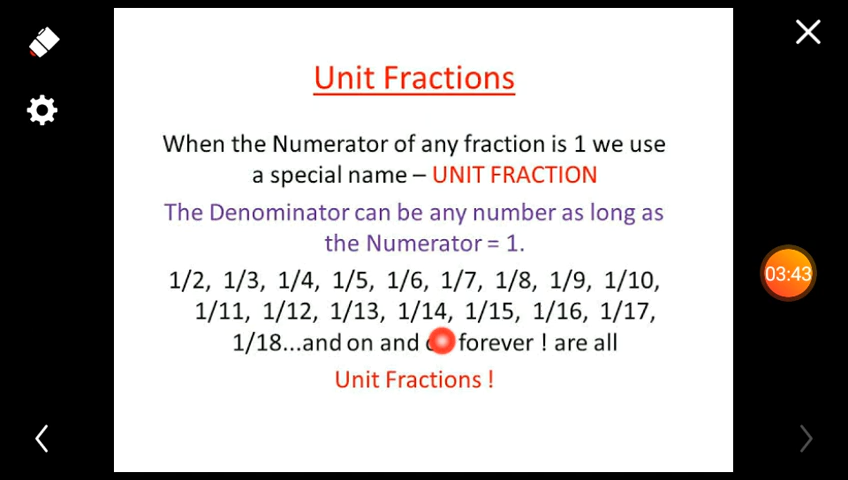 Unit Fractions
When the Numerator of any fraction is 1 we use
a special name – UNIT FRACTION
The Denominator can be any number as long as
the Numerator = 1.
1/2, 1/3, 1/4, 1/5, 1/6, 1/7, 1/8, 1/9, 1/10,
1/11, 1/12, 1/13, 1/14, 1/15, 1/16, 1/17,
1/18...and on and forever ! are all
Unit Fractions !
03:43